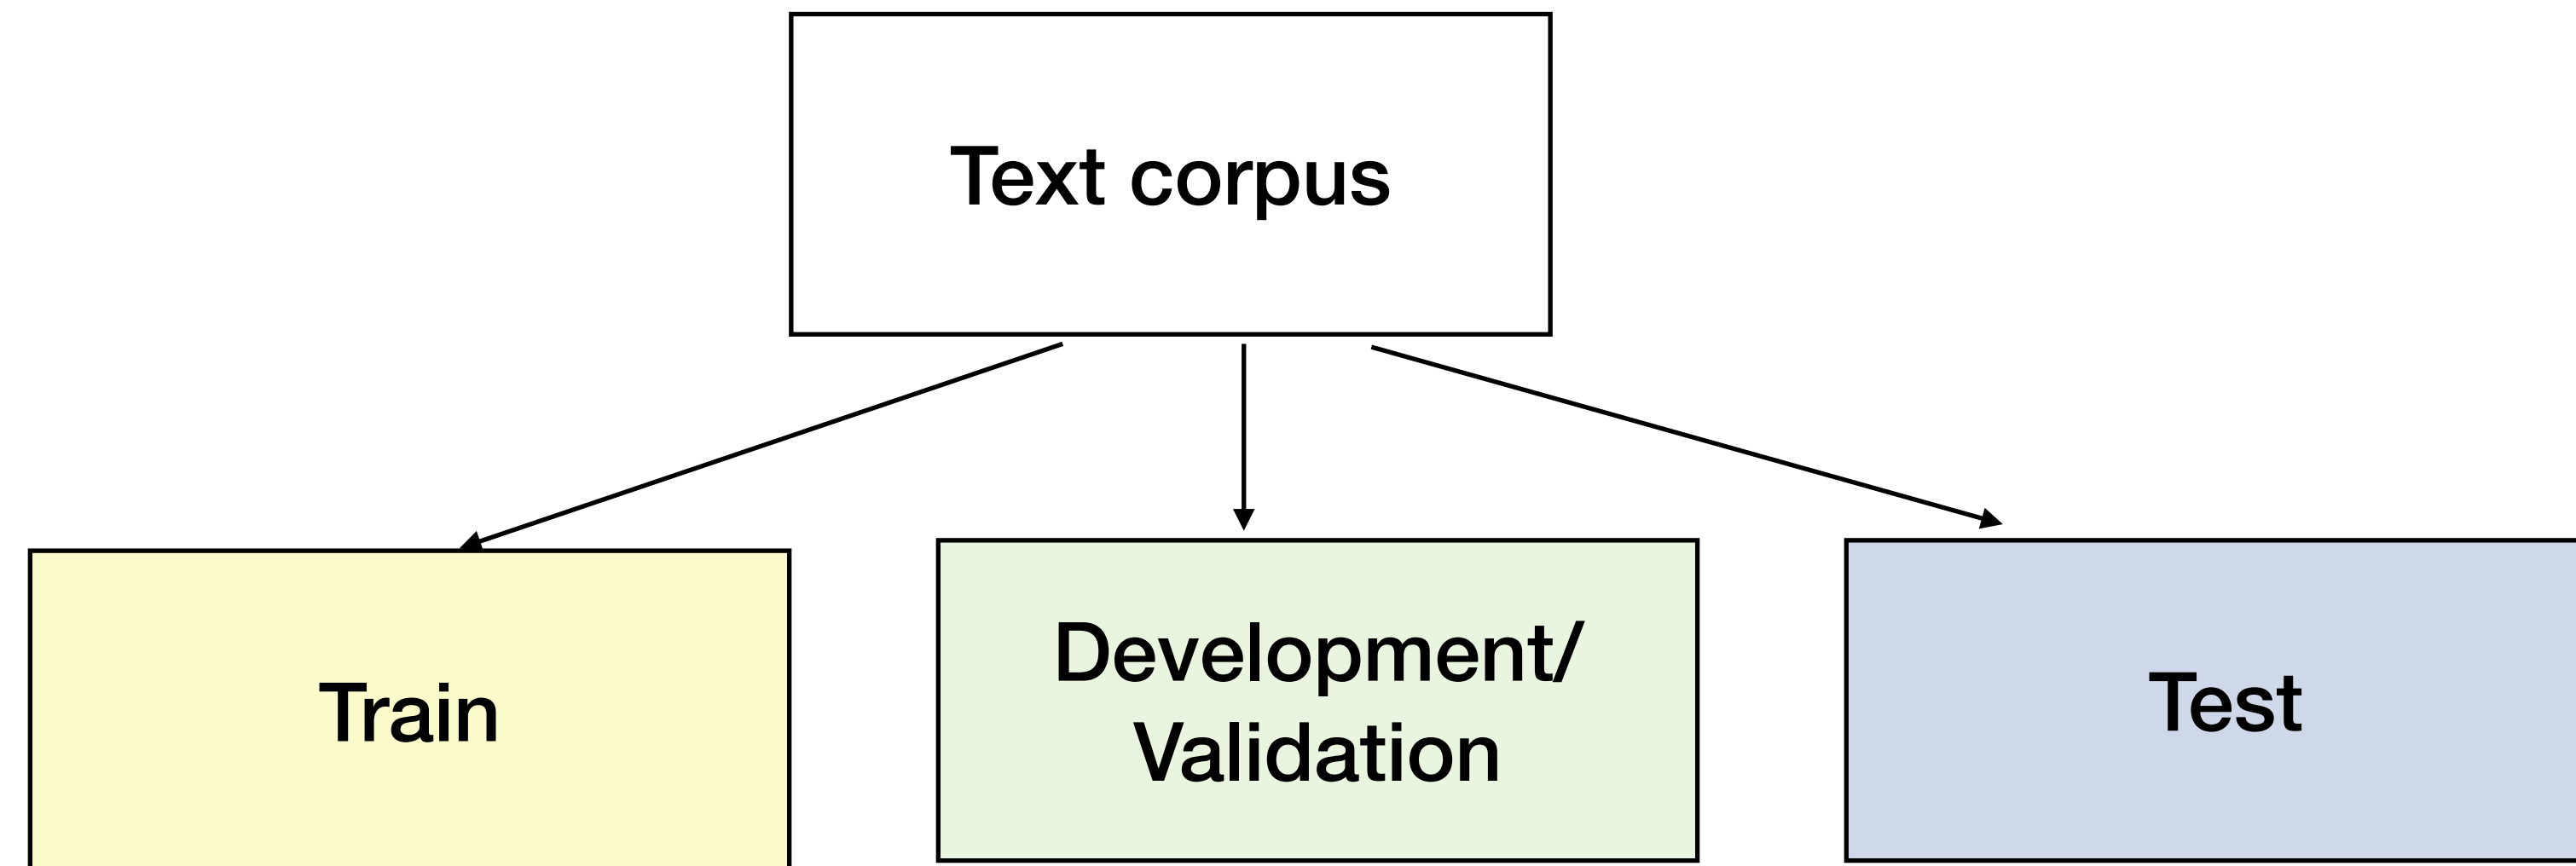 Text corpus
Train
Development/
Validation
Test